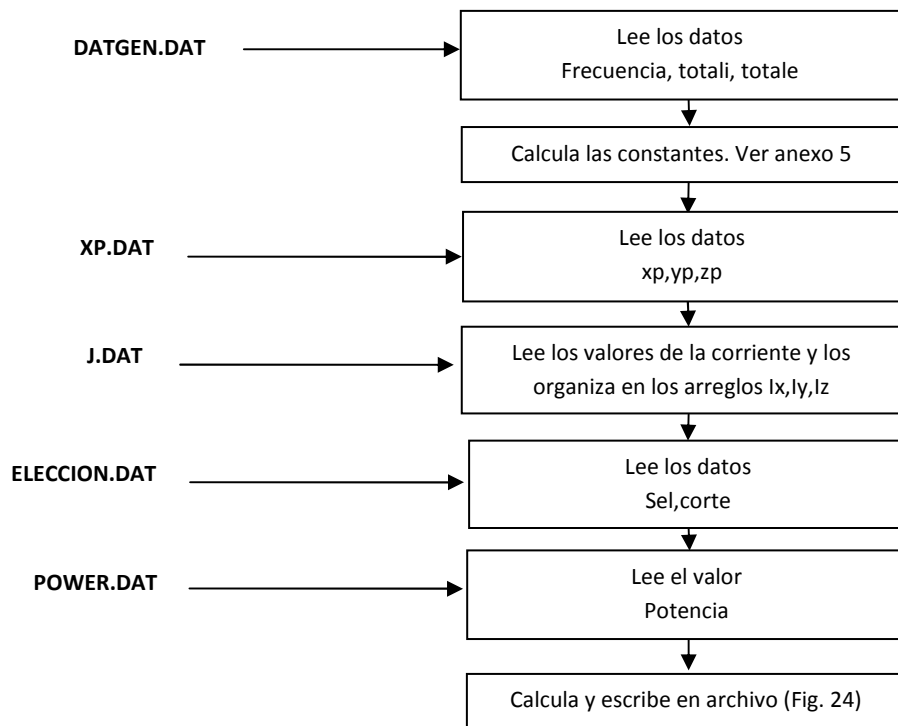 DATGEN.DAT
Lee los datos
Frecuencia, totali, totale
Calcula las constantes. Ver anexo 5
XP.DAT
Lee los datos
xp,yp,zp
J.DAT
Lee los valores de la corriente y los
organiza en los arreglos Ix,Iy,Iz
ELECCION.DAT
Lee los datos
Sel,corte
POWER.DAT
Lee el valor
Potencia
Calcula y escribe en archivo (Fig. 24)